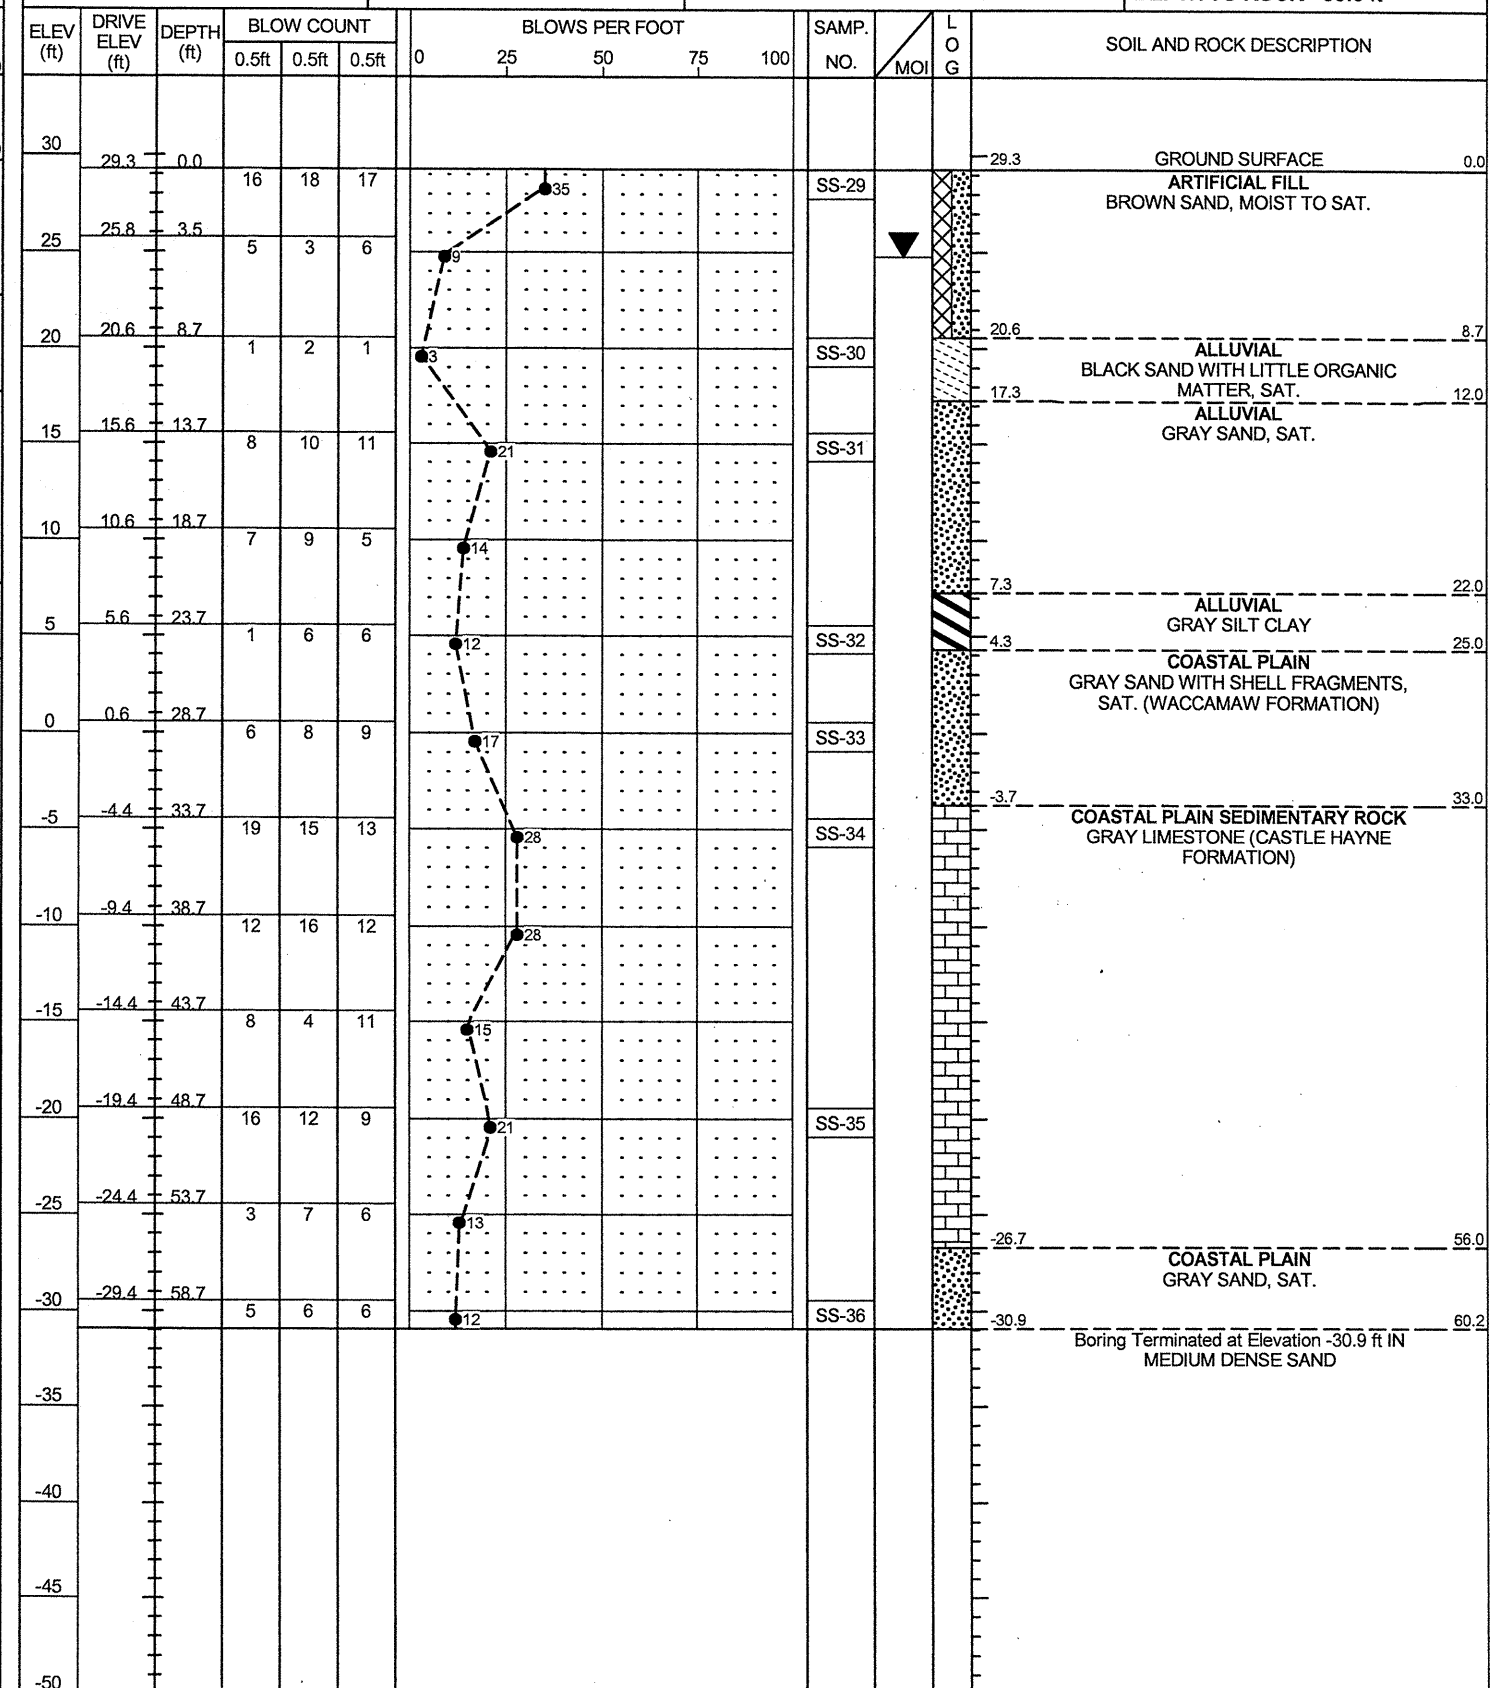 ELEV (ft) DRIVE ELEV (ft) DEPTH (ft) BLOW COUNT BLOWS PER FOOT SAMP. NO. MOI LOG SOIL AND ROCK DESCRIPTION
0.5ft 0.5ft 0.5ft 0 25 50 75 100
30
29.3 0.0 29.3 GROUND SURFACE 0.0
16 18 17 35 SS-29 ARTIFICIAL FILL
BROWN SAND, MOIST TO SAT.
25 25.8 3.5
5 3 6 9
20 20.6 8.7 20.6 8.7
1 2 1 3 SS-30 ALLUVIAL
BLACK SAND WITH LITTLE ORGANIC
17.3 MATTER, SAT. 12.0
ALLUVIAL
15 15.6 13.7 GRAY SAND, SAT.
8 10 11 21 SS-31
10 10.6 18.7
7 9 5 14
7.3 22.0
ALLUVIAL
5 5.6 23.7 GRAY SILT CLAY
1 6 6 12 SS-32 4.3 25.0
COASTAL PLAIN
GRAY SAND WITH SHELL FRAGMENTS,
SAT. (WACCAMAW FORMATION)
0 0.6 28.7
6 8 9 17 SS-33
-3.7 33.0
-5 -4.4 33.7 COASTAL PLAIN SEDIMENTARY ROCK
19 15 13 28 SS-34 GRAY LIMESTONE (CASTLE HAYNE
FORMATION)
-10 -9.4 38.7
12 16 12 28
-15 -14.4 43.7
8 4 11 15
-20 -19.4 48.7
16 12 9 21 SS-35
-25 -24.4 53.7
3 7 6 13
-26.7 56.0
COASTAL PLAIN
GRAY SAND, SAT.
-30 -29.4 58.7
5 6 6 12 SS-36
-30.9 60.2
Boring Terminated at Elevation -30.9 ft IN
MEDIUM DENSE SAND
-35
-40
-45
-50